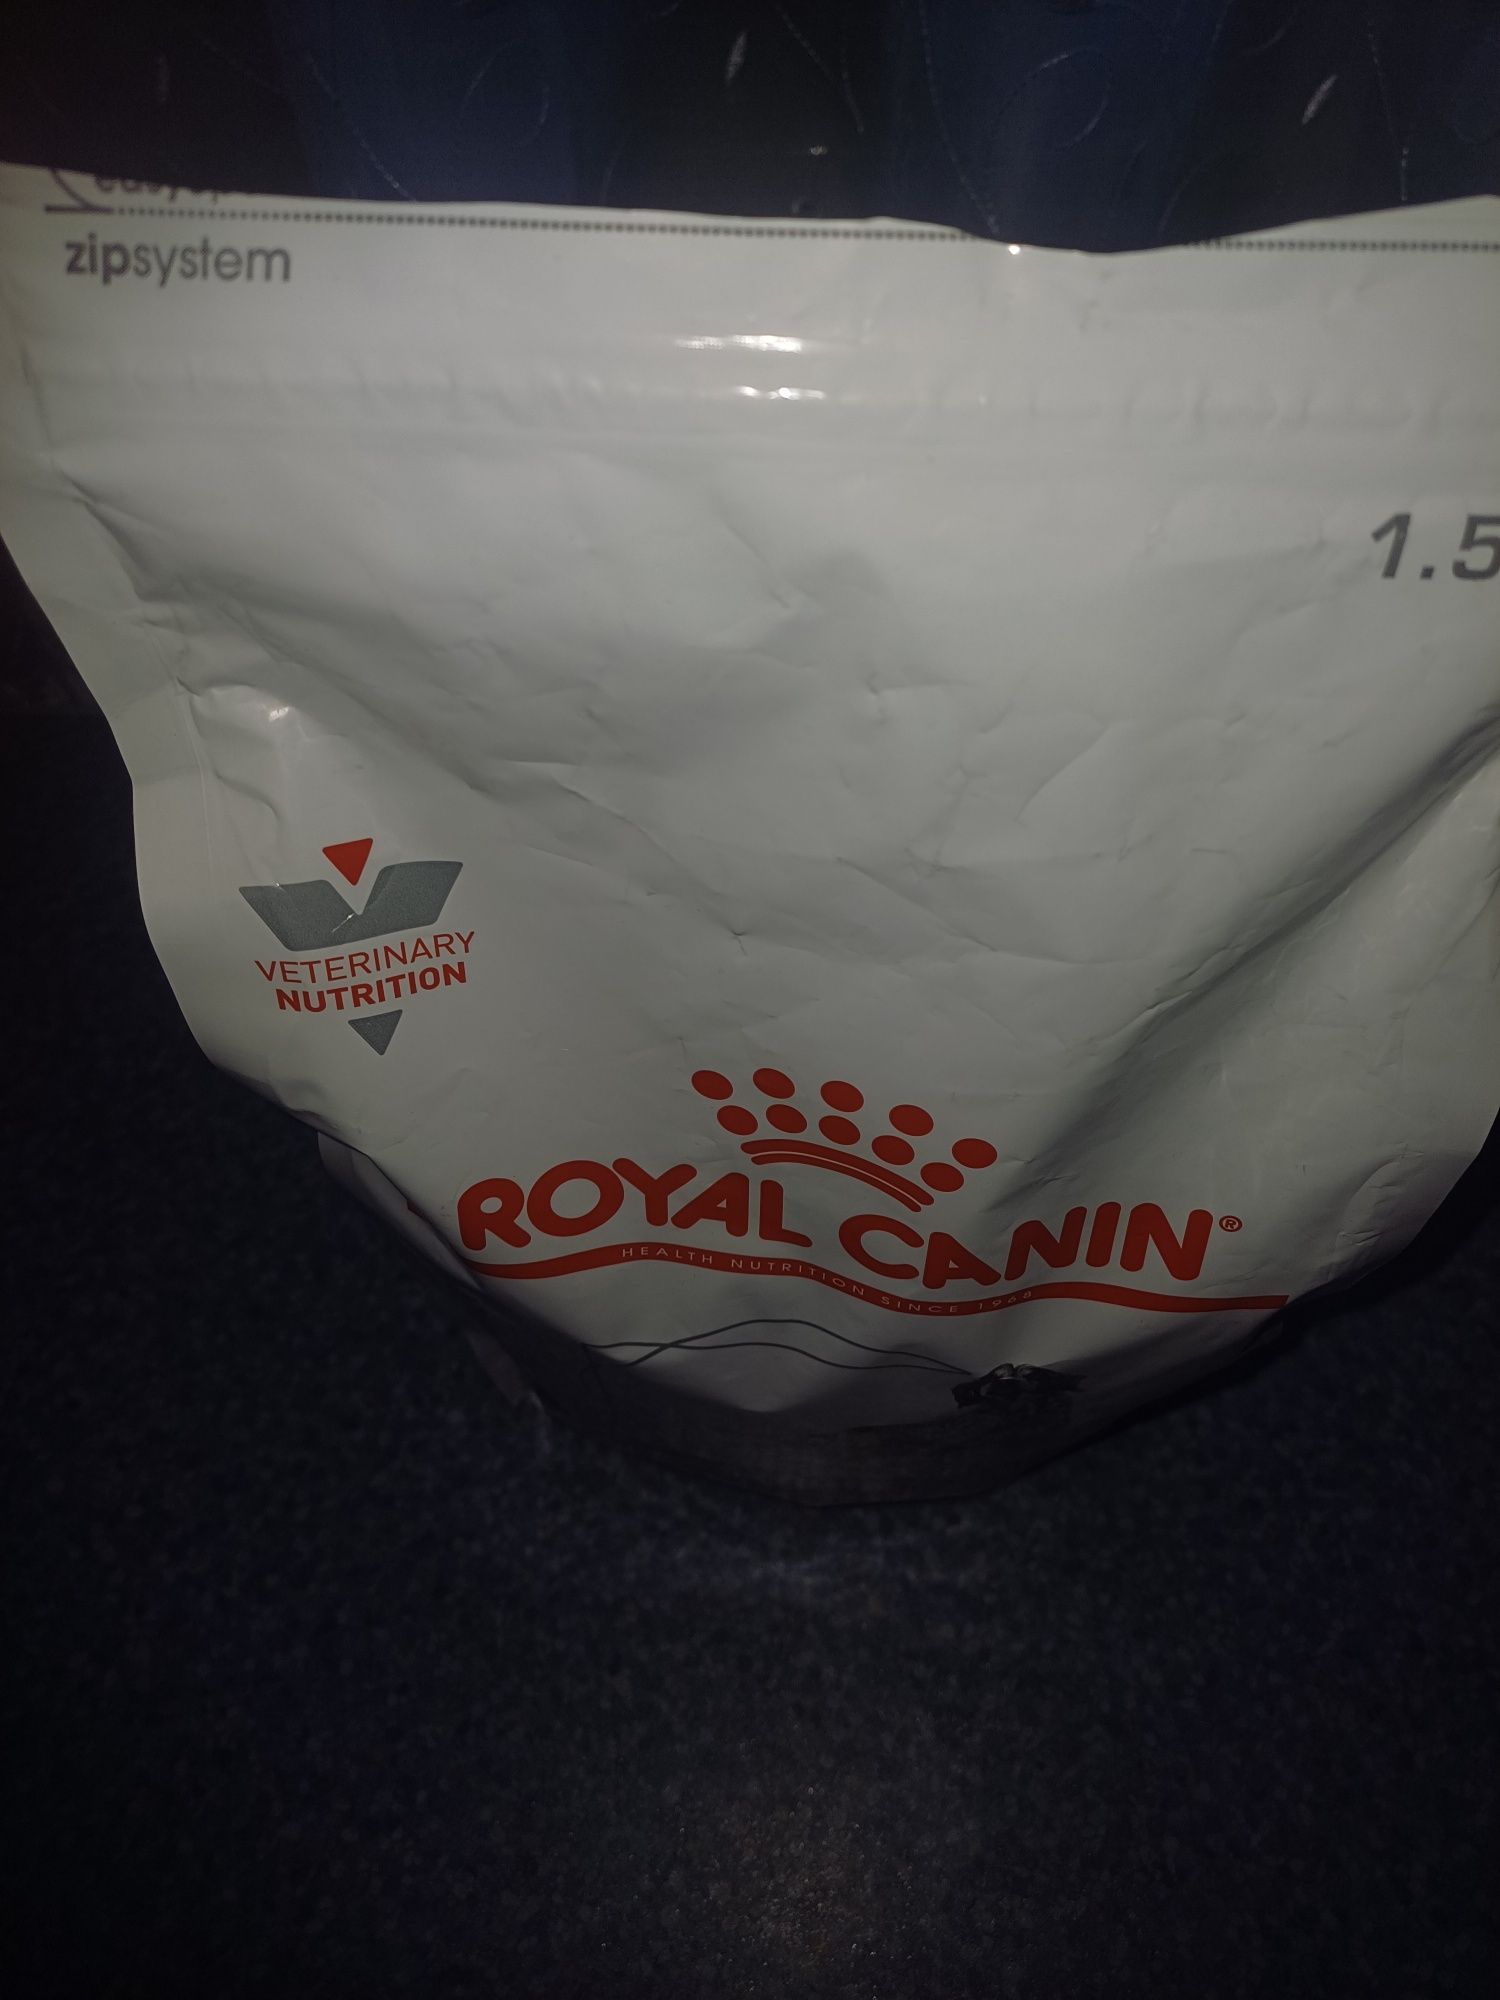 zipsystem
1.5
VETERINARY
NUTRITION
ROYAL CANIN®
HEALTH NUTRITION SINCE 1968